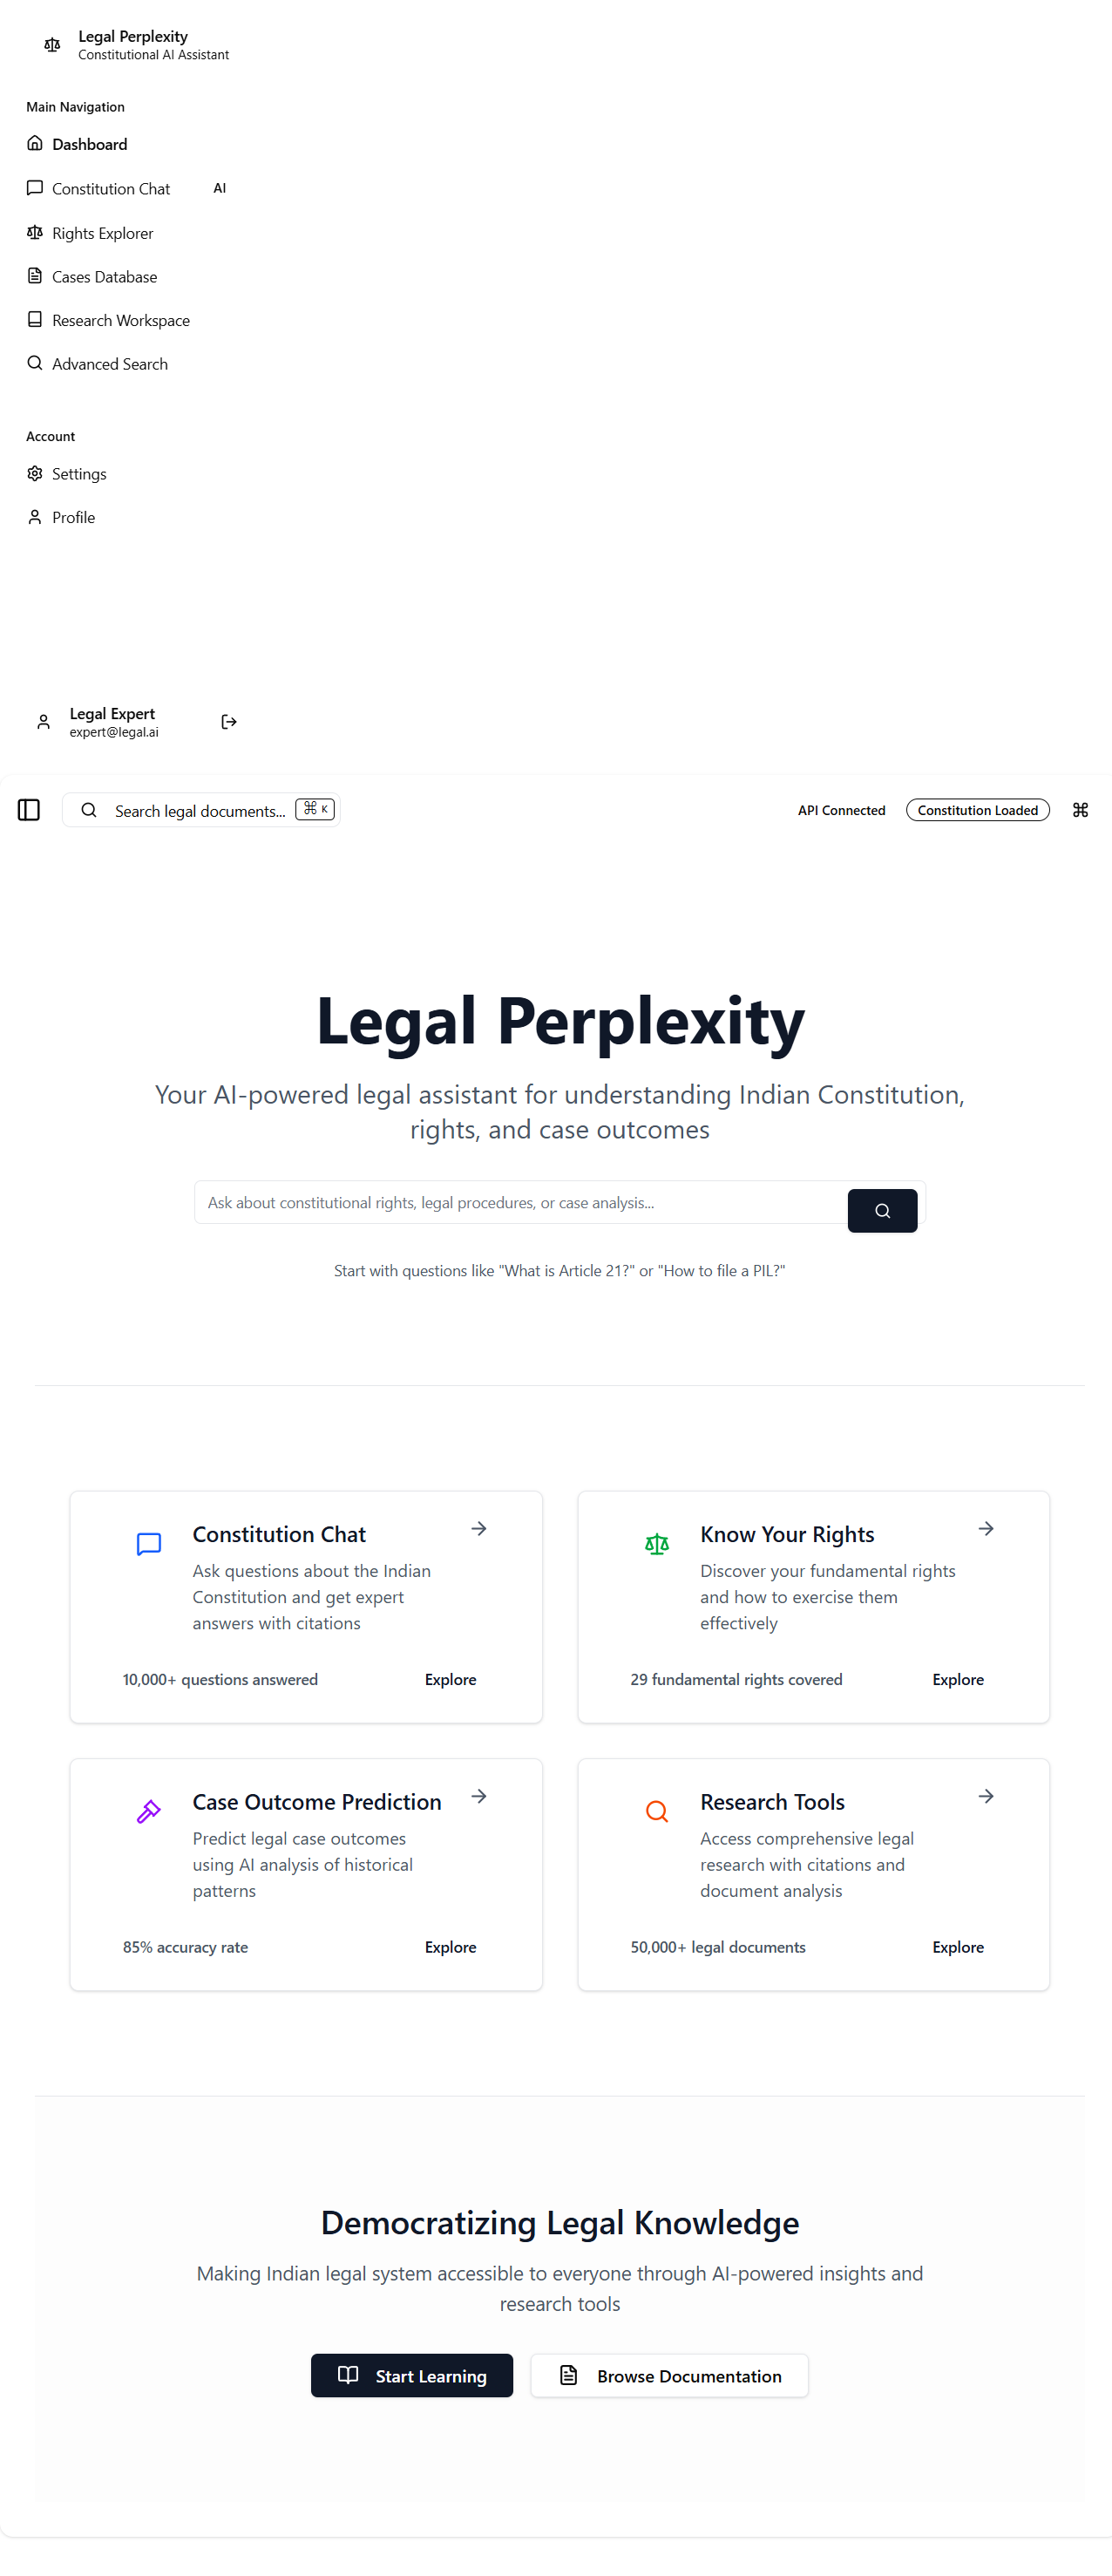 Legal Perplexity
Constitutional AI Assistant
Main Navigation
Dashboard
Constitution Chat AI
Rights Explorer
Cases Database
Research Workspace
Advanced Search
Account
Settings
Profile
Legal Expert
expert@legal.ai
Search legal documents... ⌘ K
API Connected
Constitution Loaded
Legal Perplexity
Your AI-powered legal assistant for understanding Indian Constitution,
rights, and case outcomes
Ask about constitutional rights, legal procedures, or case analysis...
Start with questions like "What is Article 21?" or "How to file a PIL?"
Constitution Chat
Ask questions about the Indian
Constitution and get expert
answers with citations
10,000+ questions answered
Explore
Know Your Rights
Discover your fundamental rights
and how to exercise them
effectively
29 fundamental rights covered
Explore
Case Outcome Prediction
Predict legal case outcomes
using AI analysis of historical
patterns
85% accuracy rate
Explore
Research Tools
Access comprehensive legal
research with citations and
document analysis
50,000+ legal documents
Explore
Democratizing Legal Knowledge
Making Indian legal system accessible to everyone through AI-powered insights and
research tools
Start Learning
Browse Documentation